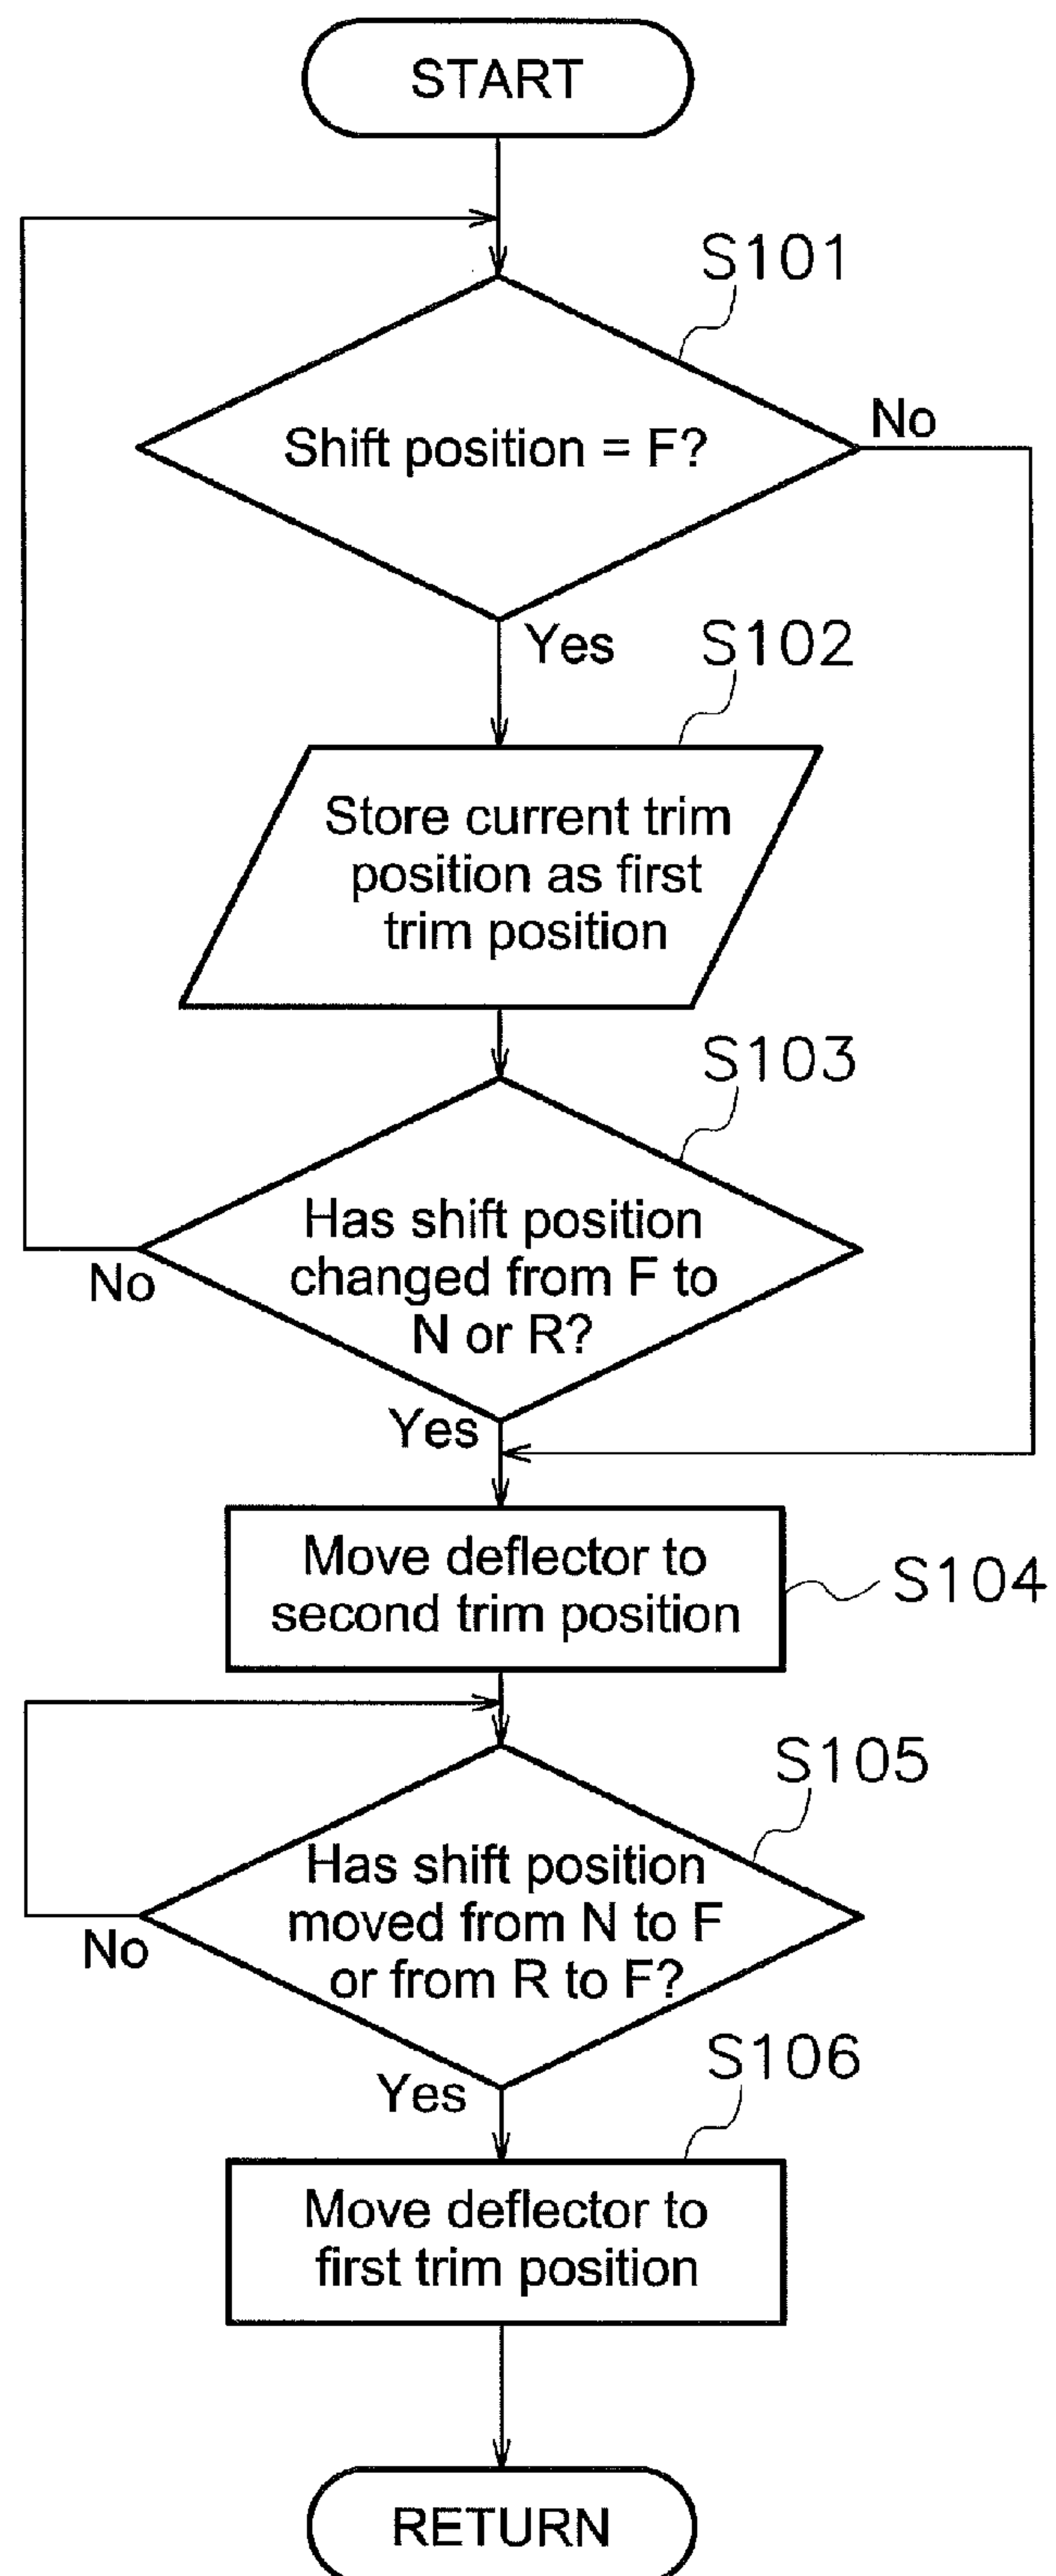 START
S101
Shift position = F?
No
Yes
S102
Store current trim
position as first
trim position
S103
Has shift position
changed from F to
N or R?
No
Yes
Move deflector to
second trim position
S104
S105
Has shift position
moved from N to F
or from R to F?
No
Yes
S106
Move deflector to
first trim position
RETURN